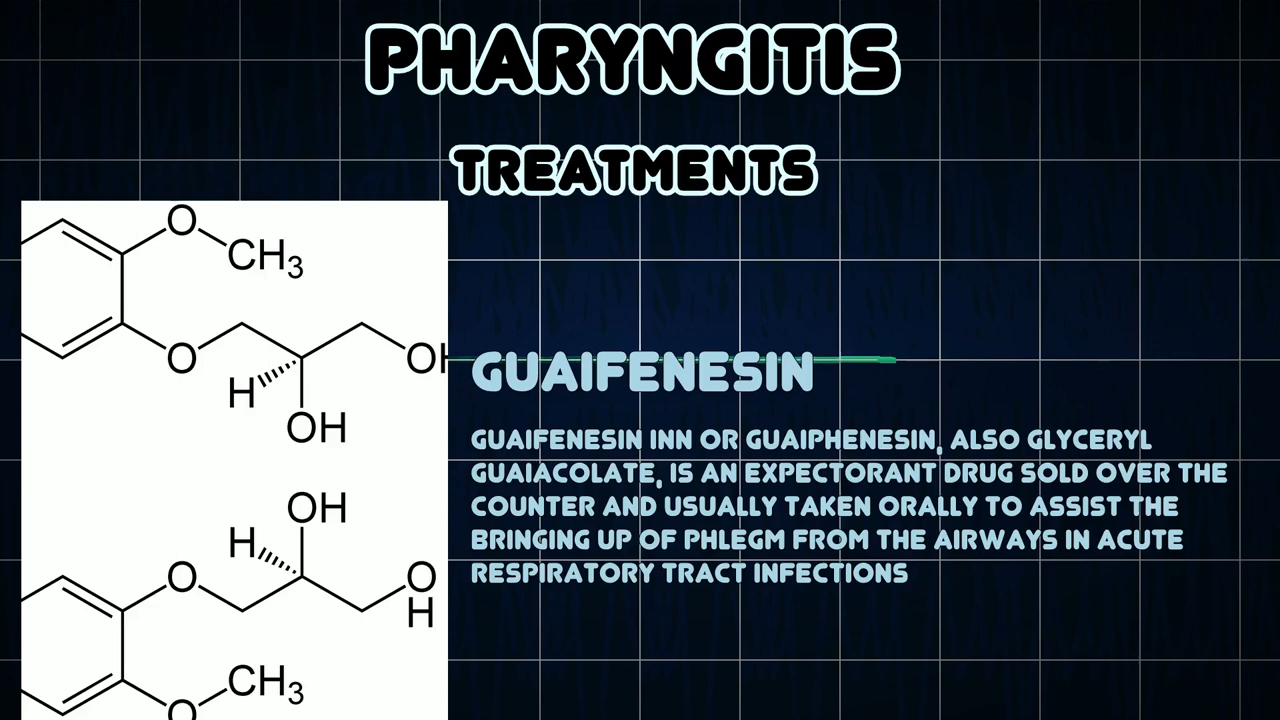 PHARYNGITIS
TREATMENTS
O
CH3
O
OH
H
OH
GUAIFENESIN
GUAIFENESIN INN OR GUAIPHENESIN, ALSO GLYCERYL
GUAIACOLATE, IS AN EXPECTORANT DRUG SOLD OVER THE
COUNTER AND USUALLY TAKEN ORALLY TO ASSIST THE
BRINGING UP OF PHLEGM FROM THE AIRWAYS IN ACUTE
RESPIRATORY TRACT INFECTIONS
OH
H
O
O
H
CH3
O